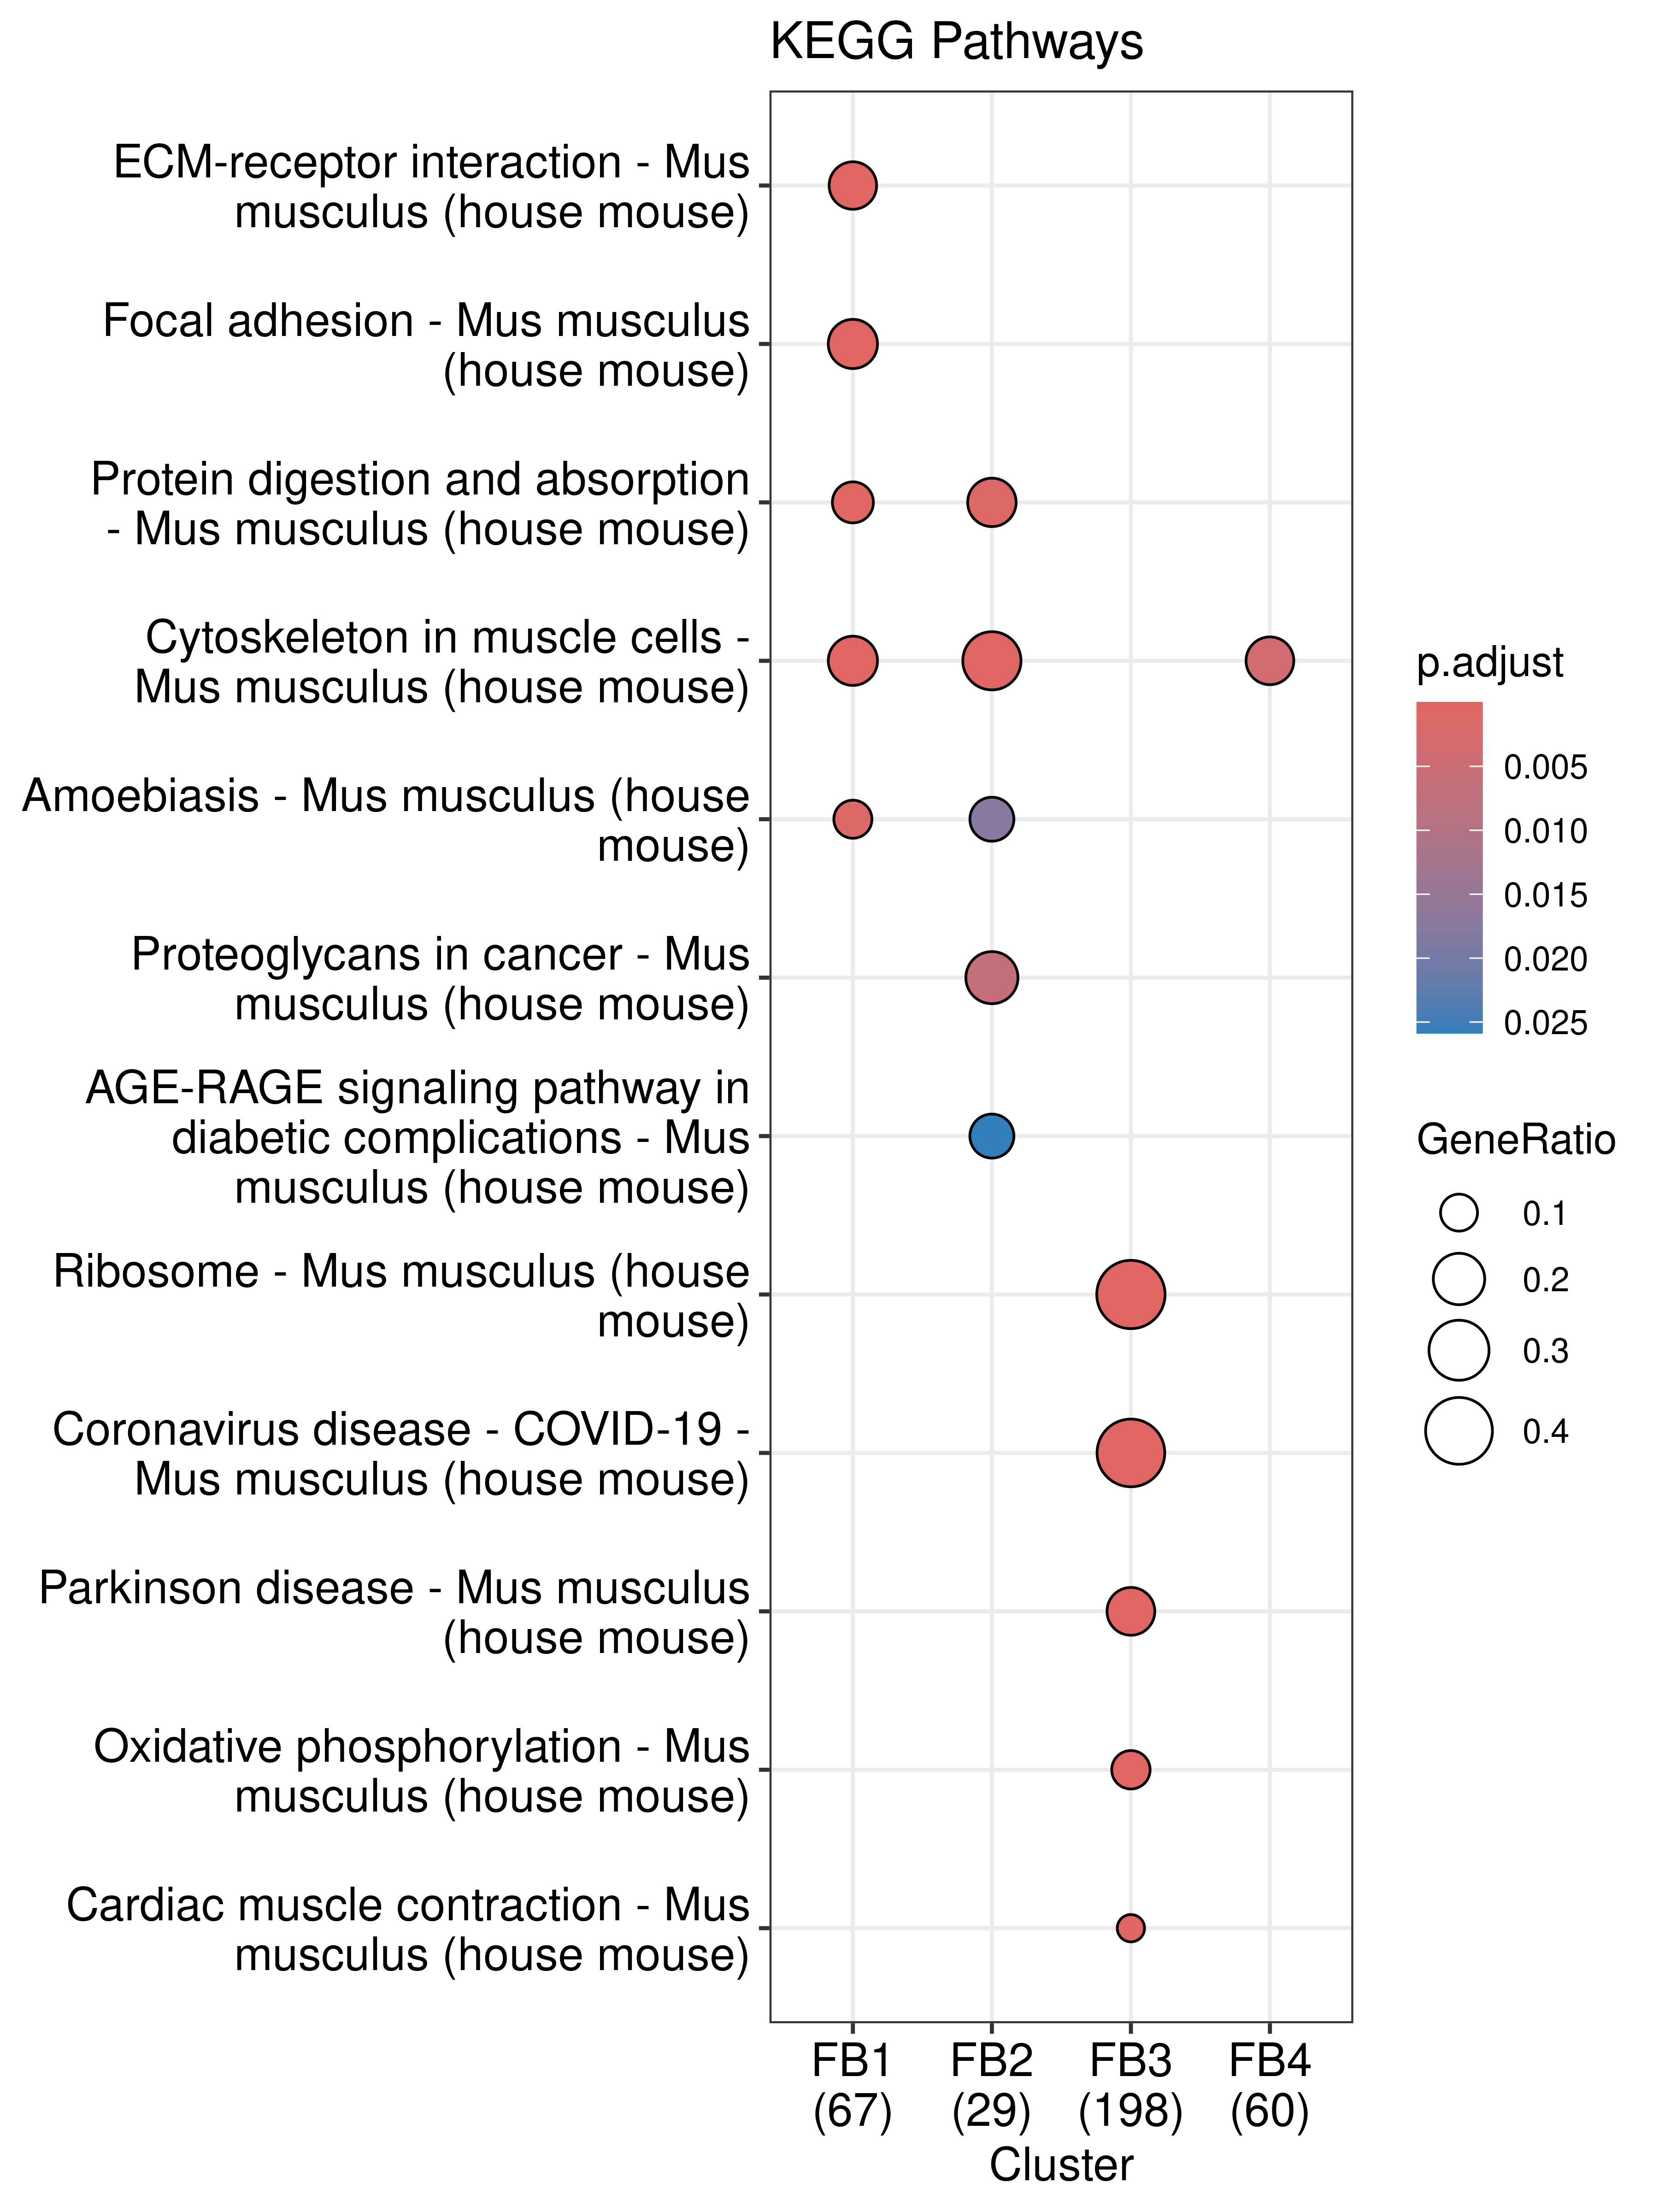 KEGG Pathways
ECM-receptor interaction - Mus
musculus (house mouse)
Focal adhesion - Mus musculus
(house mouse)
Protein digestion and absorption
- Mus musculus (house mouse)
Cytoskeleton in muscle cells -
Mus musculus (house mouse)
Amoebiasis - Mus musculus (house
mouse)
Proteoglycans in cancer - Mus
musculus (house mouse)
AGE-RAGE signaling pathway in
diabetic complications - Mus
musculus (house mouse)
Ribosome - Mus musculus (house
mouse)
Coronavirus disease - COVID-19 -
Mus musculus (house mouse)
Parkinson disease - Mus musculus
(house mouse)
Oxidative phosphorylation - Mus
musculus (house mouse)
Cardiac muscle contraction - Mus
musculus (house mouse)
FB1 FB2 FB3 FB4
(67) (29) (198) (60)
Cluster
p.adjust
0.005
0.010
0.015
0.020
0.025
GeneRatio
0.1
0.2
0.3
0.4